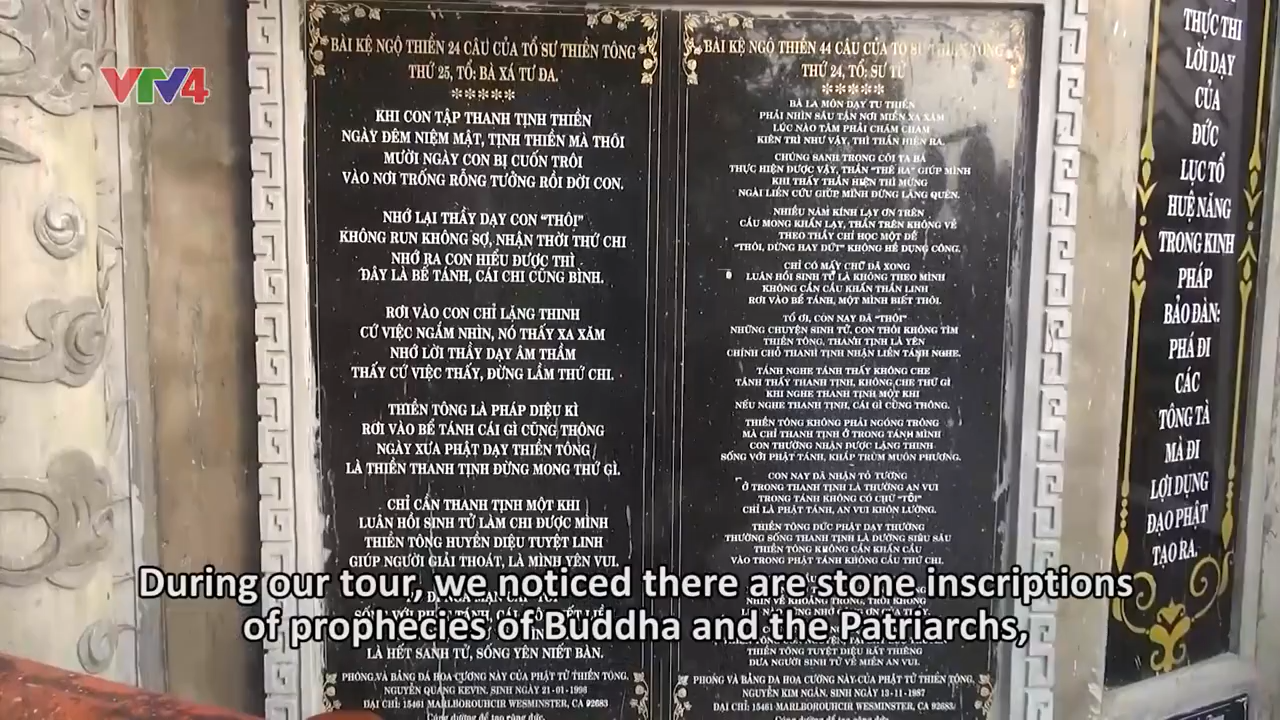 VTV4
BÀI KỆ NGỘ THIỀN 24 CÂU CỦA TỔ SƯ THIỀN TÔNG
THỨ 25, TỔ: BÀ XÁ TƯ ĐA.
*****
KHI CON TẬP THANH TỊNH THIỀN
NGÀY ĐÊM NIỆM MẬT, TỊNH THIỀN MÀ THÔI
MƯỜI NGÀY CON BỊ CUỐN TRÔI
VÀO NƠI TRỐNG RỖNG TƯỞNG RỒI ĐỜI CON.
NHỚ LẠI THẦY DẠY CON “THÔI”
KHÔNG RUN KHÔNG SỢ, NHẬN THỜI THỨ CHI
NHỚ RA CON HIỂU ĐƯỢC THÌ
ĐÂY LÀ BỂ TÁNH, CÁI CHI CŨNG BÌNH.
RƠI VÀO CON CHỈ LẶNG THINH
CỨ VIỆC NGẮM NHÌN, NÓ THẤY XA XĂM
NHỚ LỜI THẦY DẠY ÂM THẦM
THẤY CỨ VIỆC THẤY, ĐỪNG LẦM THỨ CHI.
THIỀN TÔNG LÀ PHÁP DIỆU KÌ
RƠI VÀO BỂ TÁNH CÁI GÌ CŨNG THÔNG
NGÀY XƯA PHẬT DẠY THIỀN TÔNG
LÀ THIỀN THANH TỊNH ĐỪNG MONG THỨ GÌ.
CHỈ CẦN THANH TỊNH MỘT KHI
LUÂN HỒI SINH TỬ LÀM CHI ĐƯỢC MÌNH
THIỀN TÔNG HUYỀN DIỆU TUYỆT LINH
GIÚP NGƯỜI GIẢI THOÁT, LÀ MÌNH YÊN VUI.
LÀ HẾT SANH TỬ, SỐNG YÊN NIẾT BÀN.
PHÒNG VÀ BẢNG ĐÁ HOA CƯƠNG NÀY CỦA PHẬT TỬ THIỀN TÔNG,
NGUYỄN QUANG KEVIN. SINH NGÀY 21-01-1996
ĐẠI CHỈ: 15461 MARLBOROUHCIR WESMINSTER, CA 92683
Cúng dường để tạo công đức.
BÀI KỆ NGỘ THIỀN 44 CÂU CỦA TỔ SƯ THIỀN TÔNG
THỨ 24, TỔ: SƯ TỬ
*****
BÀ LA MÔN DẠY TU THIỀN
PHẢI NHÌN SÂU TẬN NƠI MIỀN XA XĂM
LÚC NÀO TÂM PHẢI CHĂM CHĂM
KIÊN TRÌ NHƯ VẬY, THÌ THẦN HIỆN RA.
CHÚNG SANH TRONG CÕI TA BÀ
THỰC HIỆN ĐƯỢC VẬY, THẦN “THẾ RA” GIÚP MÌNH
KHI THẤY THẦN HIỆN THÌ MỪNG
NGÀI LIỀN CỨU GIÚP MÌNH ĐỪNG LÃNG QUÊN.
NHIỀU NĂM KÍNH LẠY ƠN TRÊN
CẦU MONG KHẤN LẠY, THẦN TRÊN KHÔNG VỀ
THEO THẦY CHỈ HỌC MỘT ĐỀ
“THÔI, DỪNG HAY DỨT” KHÔNG HỀ DỤNG CÔNG.
CHỈ CÓ MẤY CHỮ ĐÃ XONG
LUÂN HỒI SINH TỬ LÀ KHÔNG THEO MÌNH
KHÔNG CẦN CẦU KHẤN THẦN LINH
RƠI VÀO BỂ TÁNH, MỘT MÌNH BIẾT THÔI.
TỔ ƠI, CON NAY ĐÃ “THÔI”
NHỮNG CHUYỆN SINH TỬ, CON THÔI KHÔNG TÌM
THIỀN TÔNG, THANH TỊNH LÀ YÊN
CHÍNH CHỖ THANH TỊNH NHẬN LIỀN TÁNH NGHE.
TÁNH NGHE TÁNH THẤY KHÔNG CHE
TÁNH THẤY THANH TỊNH, KHÔNG CHE THỨ GÌ
KHI NGHE THANH TỊNH MỘT KHI
NẾU NGHE THANH TỊNH, CÁI GÌ CŨNG THÔNG.
THIỀN TÔNG KHÔNG PHẢI NGÓNG TRÔNG
MÀ CHỈ THANH TỊNH Ở TRONG TÁNH MÌNH
CON THƯỜNG NHẬN ĐƯỢC LẶNG THINH
SỐNG VỚI PHẬT TÁNH, KHẮP TRÙM MUÔN PHƯƠNG.
CON NAY ĐÃ NHẬN TỎ TƯỜNG
Ở TRONG THANH TỊNH LÀ THƯỜNG AN VUI
TRONG TÁNH KHÔNG CÓ CHỮ “TÔI”
CHỈ LÀ PHẬT TÁNH, AN VUI KHÔN LƯỜNG.
THIỀN TÔNG ĐỨC PHẬT DẠY THƯỜNG
THƯỜNG SỐNG THANH TỊNH LÀ ĐƯỜNG SIÊU SẦU
THIỀN TÔNG KHÔNG CẦN KHẤN CẦU
VÀO TRONG PHẬT TÁNH KHÔNG CẦU THỨ CHI.
NHÌN VỀ KHOẢNG TRỐNG, TRỜI KHÔNG
THIỀN TÔNG TUYỆT DIỆU RẤT THIÊNG
ĐƯA NGƯỜI SINH TỬ VỀ MIỀN AN VUI.
PHÒNG VÀ BẢNG ĐÁ HOA CƯƠNG NÀY CỦA PHẬT TỬ THIỀN TÔNG,
NGUYỄN KIM NGÂN. SINH NGÀY 13-11-1987
ĐẠI CHỈ: 15461 MARLBOROUHCIR WESMINSTER, CA 92683
THỰC THI
LỜI DẠY
CỦA
ĐỨC
LỤC TỔ
HUỆ NĂNG
TRONG KINH
PHÁP
BẢO ĐÀN:
PHÁ ĐI
CÁC
TÔNG TÀ
MÀ ĐI
LỢI DỤNG
ĐẠO PHẬT
TẠO RA.
During our tour, we noticed there are stone inscriptions
of prophecies of Buddha and the Patriarchs,